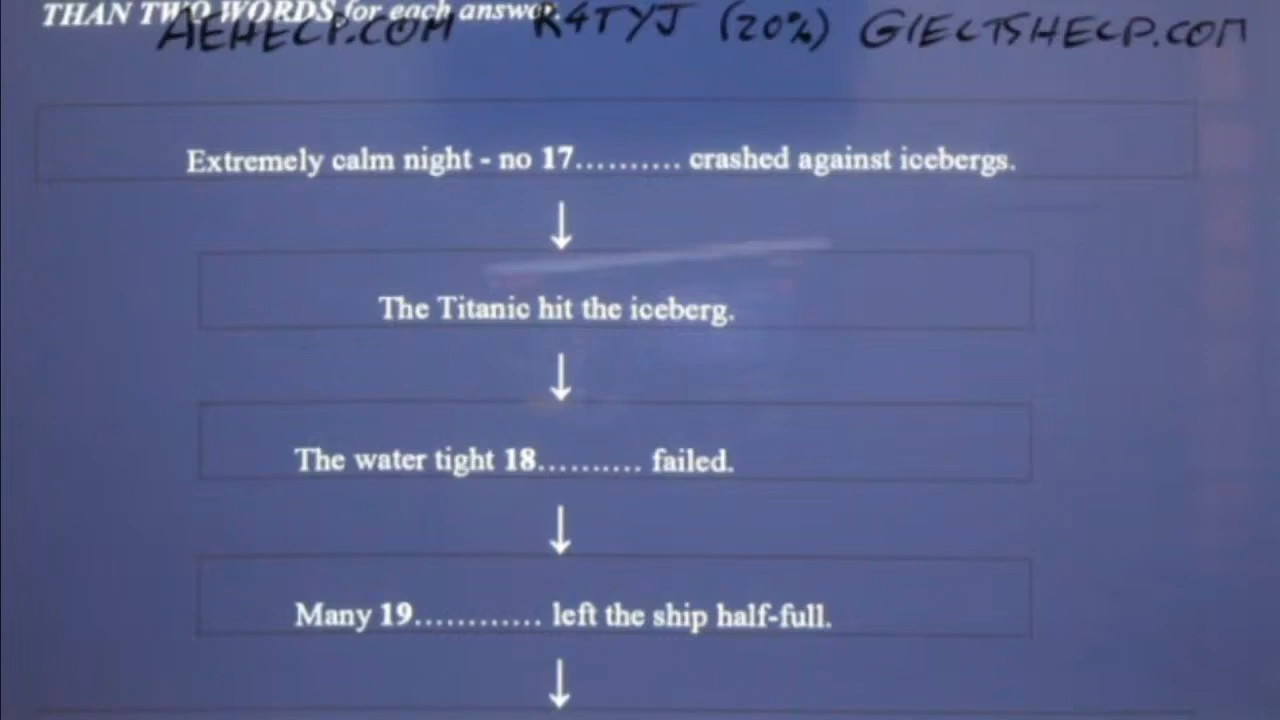 THAN TWO WORDS for each answer.
AEHELP.COM R4TYJ (20%) GIELTSHELP.COM
Extremely calm night - no 17.......... crashed against icebergs.
↓
The Titanic hit the iceberg.
↓
The water tight 18.......... failed.
↓
Many 19............ left the ship half-full.
↓